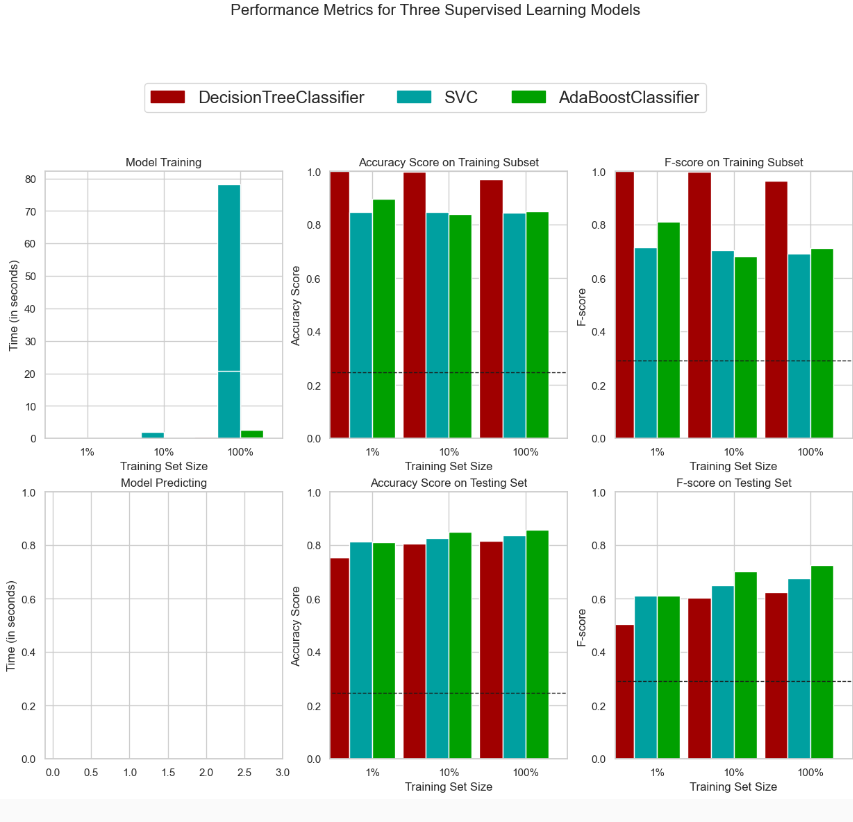 Performance Metrics for Three Supervised Learning Models
DecisionTreeClassifier SVC AdaBoostClassifier
Model Training
Time (in seconds)
80
70
60
50
40
30
20
10
0
1% 10% 100%
Training Set Size
Accuracy Score on Training Subset
Accuracy Score
1.0
0.8
0.6
0.4
0.2
0.0
1% 10% 100%
Training Set Size
F-score on Training Subset
F-score
1.0
0.8
0.6
0.4
0.2
0.0
1% 10% 100%
Training Set Size
Model Predicting
Time (in seconds)
1.0
0.8
0.6
0.4
0.2
0.0
0.0 0.5 1.0 1.5 2.0 2.5 3.0
Accuracy Score on Testing Set
Accuracy Score
1.0
0.8
0.6
0.4
0.2
0.0
1% 10% 100%
Training Set Size
F-score on Testing Set
F-score
1.0
0.8
0.6
0.4
0.2
0.0
1% 10% 100%
Training Set Size